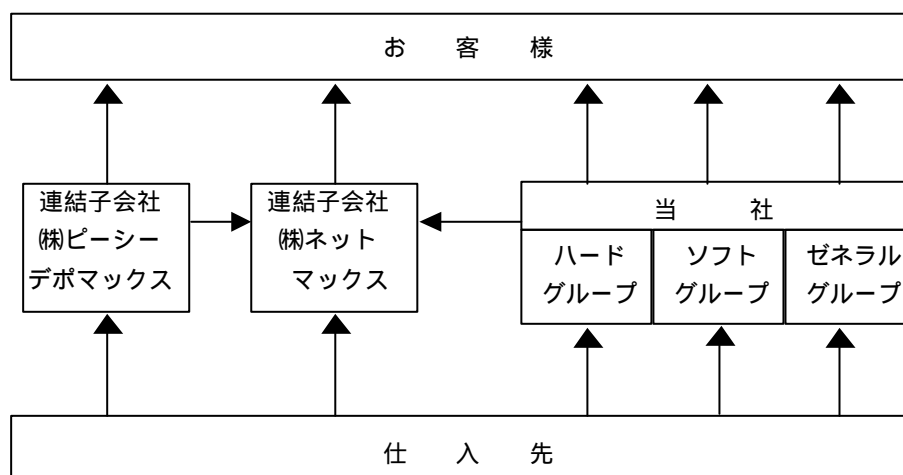 お客様
連結子会社
㈱ピーシー
デポマックス
連結子会社
㈱ネット
マックス
当社
ハード
グループ
ソフト
グループ
ゼネラル
グループ
仕入先